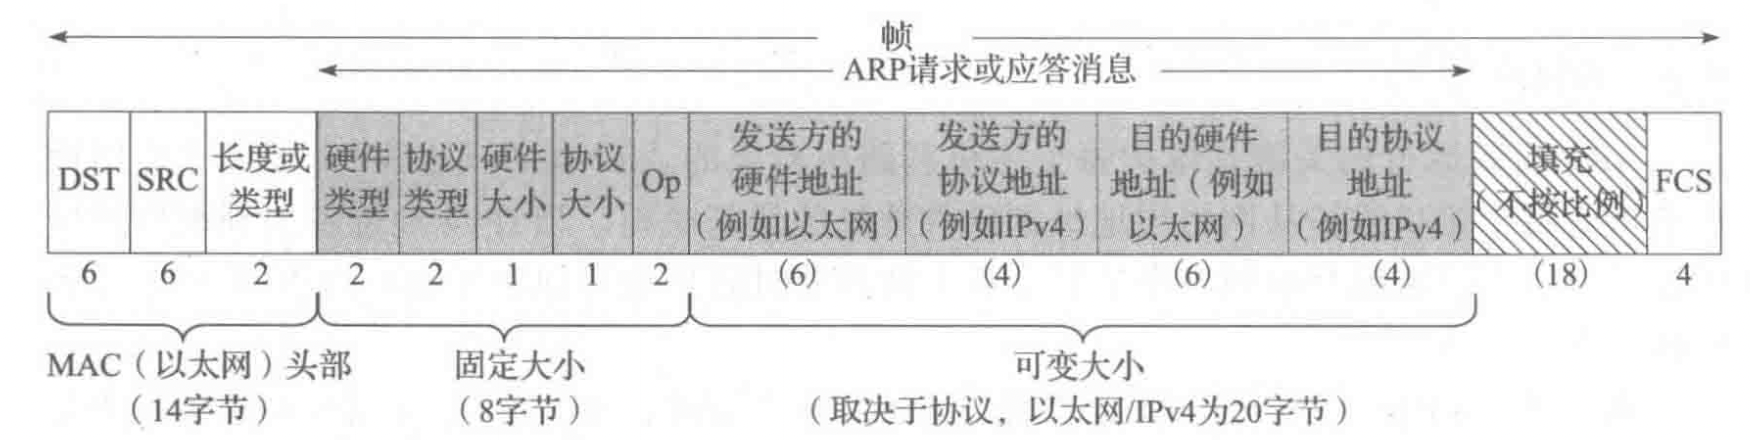 帧
ARP请求或应答消息
DST
SRC
长度或
类型
硬件
类型
协议
类型
硬件
大小
协议
大小
Op
发送方的
硬件地址
（例如以太网）
发送方的
协议地址
（例如IPv4）
目的硬件
地址（例如
以太网）
目的协议
地址
（例如IPv4）
填充
（不按比例）
FCS
6
6
2
2
2
1
1
2
(6)
(4)
(6)
(4)
(18)
4
MAC（以太网）头部
（14字节）
固定大小
（8字节）
可变大小
（取决于协议，以太网/IPv4为20字节）